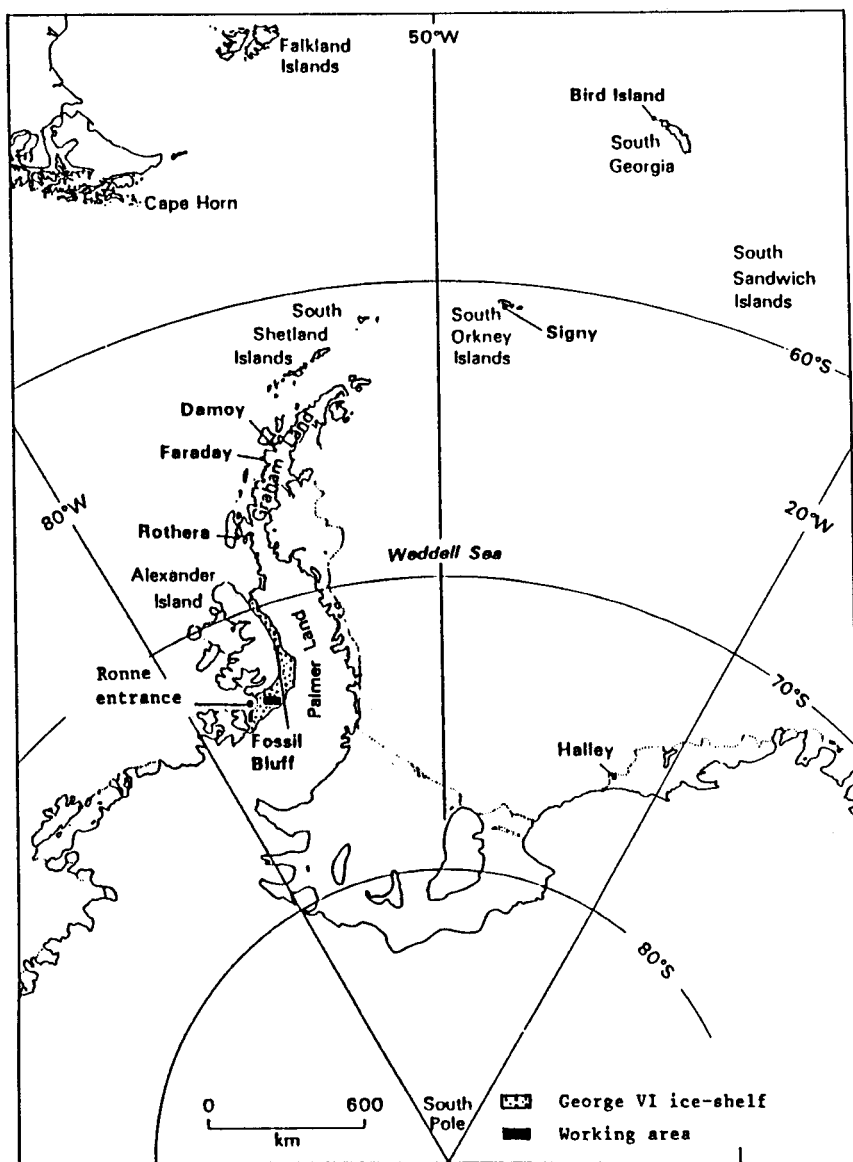 50°W
Falkland
Islands
Bird Island
South
Georgia
Cape Horn
South
Sandwich
Islands
South
Shetland
Islands
South
Orkney
Islands
Signy
60°S
Damoy
Faraday
Graham Land
80°W
20°W
Rothera
Weddell Sea
Alexander
Island
Palmer Land
Ronne
entrance
70°S
Fossil
Bluff
Halley
80°S
0 600
km
South
Pole
George VI ice-shelf
Working area